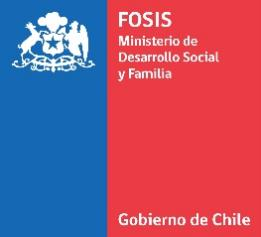 FOSIS
Ministerio de
Desarrollo Social
y Familia
Gobierno de Chile